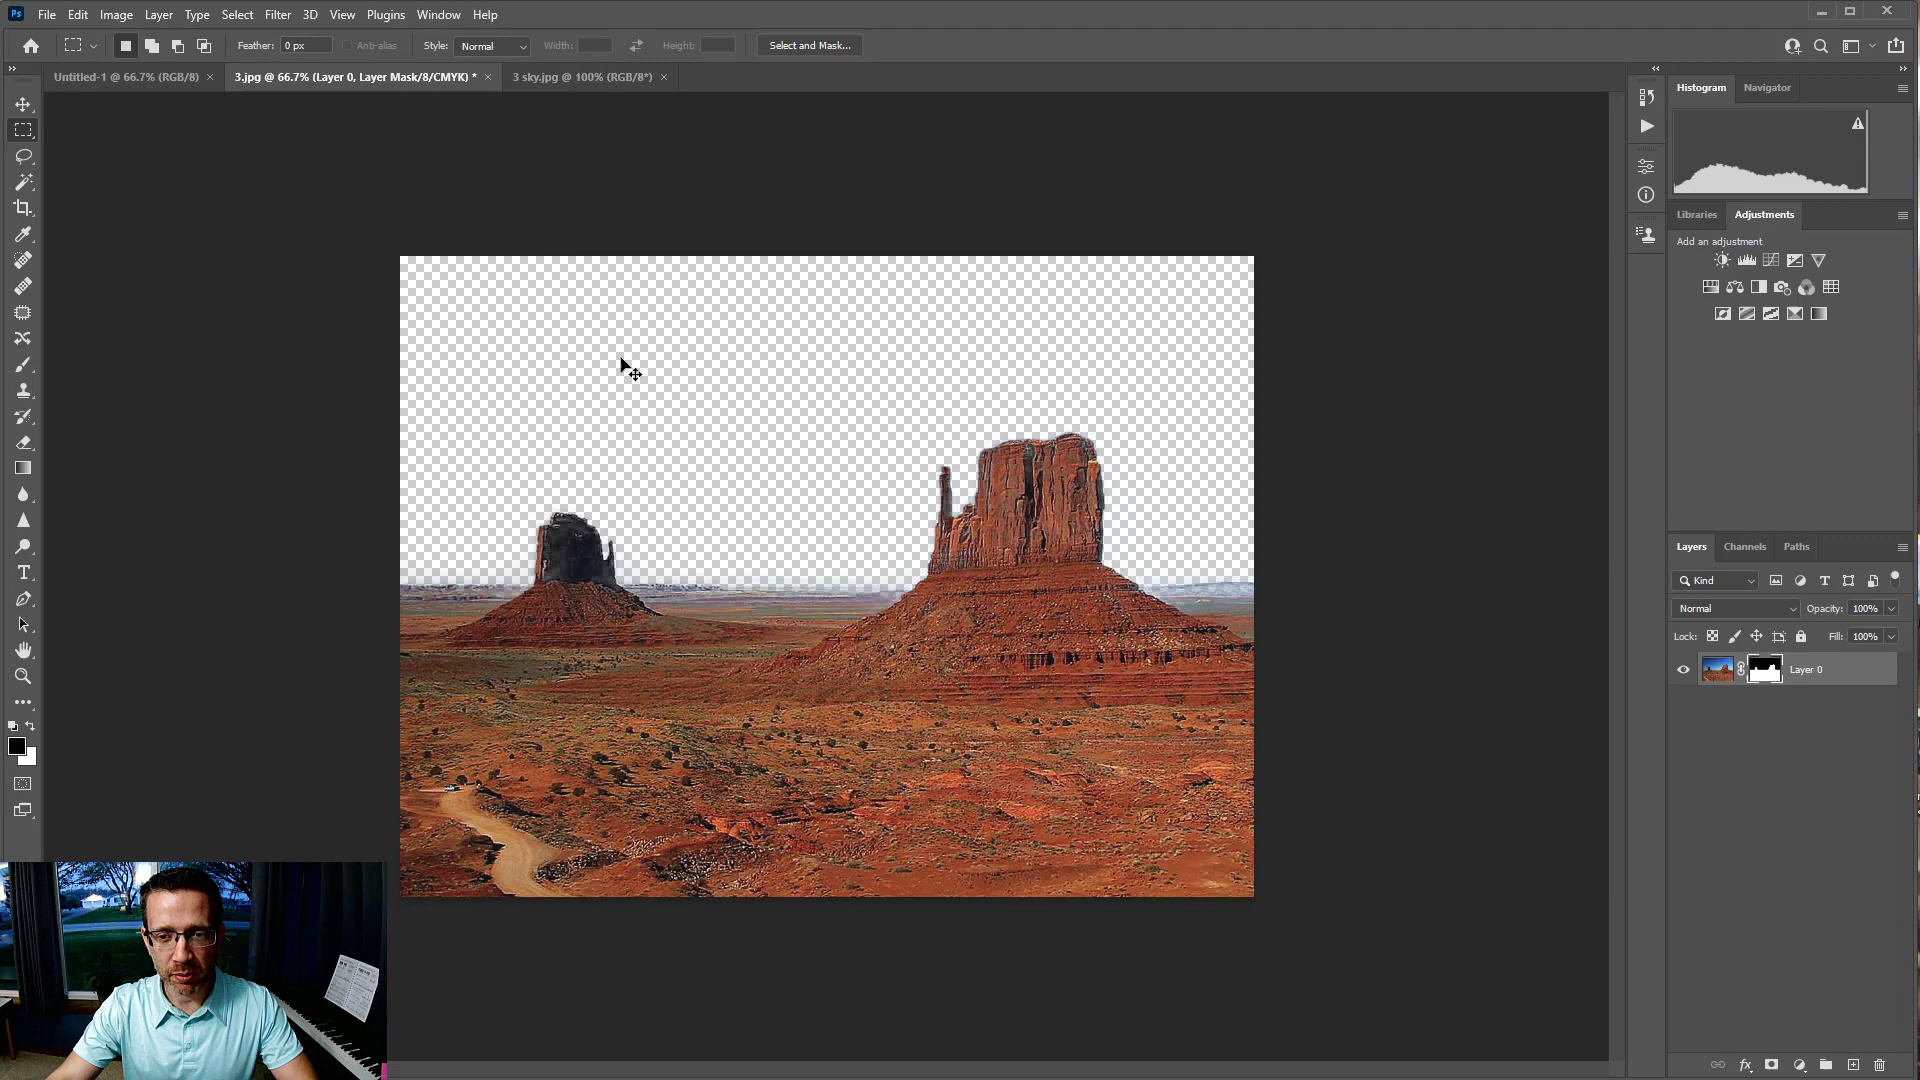 Ps File Edit Image Layer Type Select Filter 3D View Plugins Window Help
Feather: 0 px Anti-alias Style: Normal Width: Height: Select and Mask...
Untitled-1 @ 66.7% (RGB/8) × 3.jpg @ 66.7% (Layer 0, Layer Mask/8/CMYK) * × 3 sky.jpg @ 100% (RGB/8*) ×
Histogram Navigator
Libraries Adjustments
Add an adjustment
Layers Channels Paths
Kind
Normal Opacity: 100%
Lock: Fill: 100%
Layer 0
fx